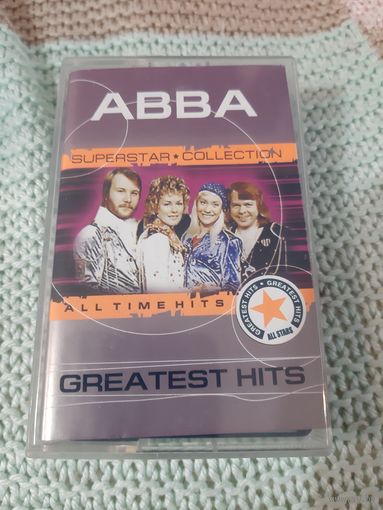 ABBA
SUPERSTAR★COLLECTION
ALL TIME HITS
GREATEST HITS • GREATEST HITS •
ALL STARS
GREATEST HITS